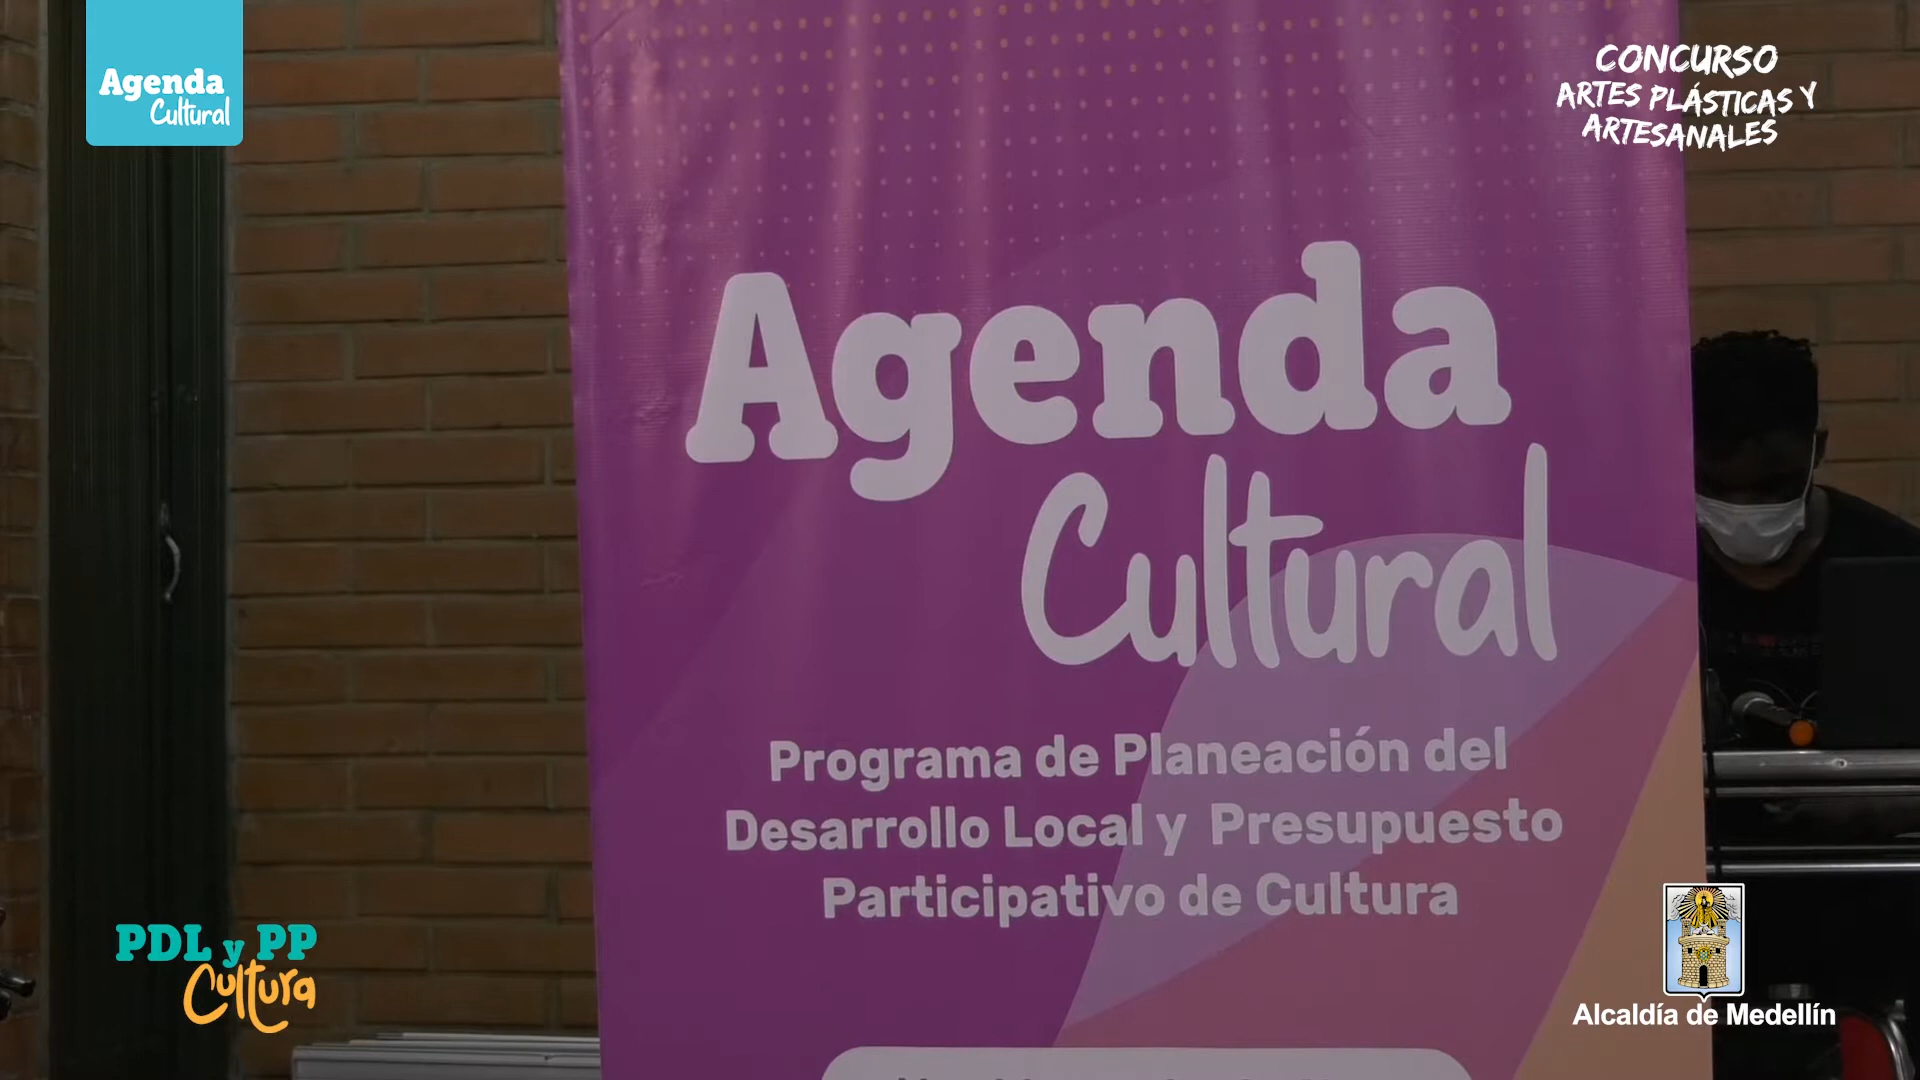 Agenda
Cultural
CONCURSO
ARTES PLÁSTICAS Y
ARTESANALES
Agenda
Cultural
Programa de Planeación del
Desarrollo Local y Presupuesto
Participativo de Cultura
PDL y PP
Cultura
Alcaldía de Medellín